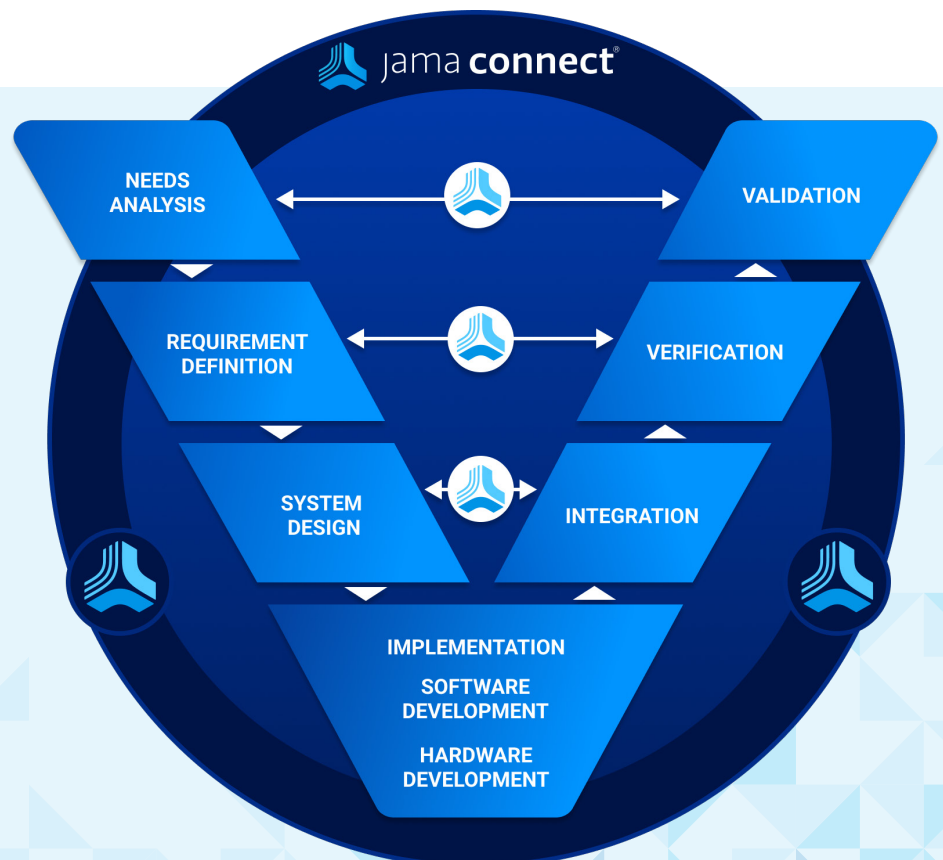 jama connect®
NEEDS
ANALYSIS
VALIDATION
REQUIREMENT
DEFINITION
VERIFICATION
SYSTEM
DESIGN
INTEGRATION
IMPLEMENTATION
SOFTWARE
DEVELOPMENT
HARDWARE
DEVELOPMENT